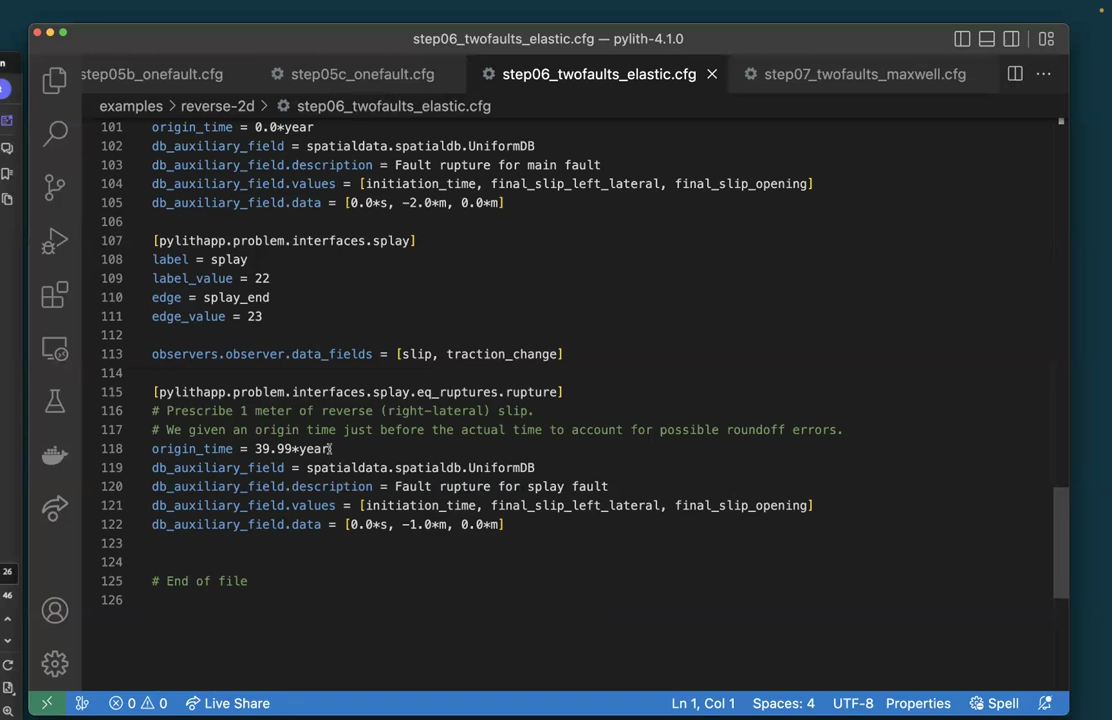 step06_twofaults_elastic.cfg — pylith-4.1.0
step05b_onefault.cfg
step05c_onefault.cfg
step06_twofaults_elastic.cfg
step07_twofaults_maxwell.cfg
examples > reverse-2d > step06_twofaults_elastic.cfg
101 origin_time = 0.0*year
102 db_auxiliary_field = spatialdata.spatialdb.UniformDB
103 db_auxiliary_field.description = Fault rupture for main fault
104 db_auxiliary_field.values = [initiation_time, final_slip_left_lateral, final_slip_opening]
105 db_auxiliary_field.data = [0.0*s, -2.0*m, 0.0*m]
106
107 [pylithapp.problem.interfaces.splay]
108 label = splay
109 label_value = 22
110 edge = splay_end
111 edge_value = 23
112
113 observers.observer.data_fields = [slip, traction_change]
114
115 [pylithapp.problem.interfaces.splay.eq_ruptures.rupture]
116 # Prescribe 1 meter of reverse (right-lateral) slip.
117 # We given an origin time just before the actual time to account for possible roundoff errors.
118 origin_time = 39.99*year
119 db_auxiliary_field = spatialdata.spatialdb.UniformDB
120 db_auxiliary_field.description = Fault rupture for splay fault
121 db_auxiliary_field.values = [initiation_time, final_slip_left_lateral, final_slip_opening]
122 db_auxiliary_field.data = [0.0*s, -1.0*m, 0.0*m]
123
124
125 # End of file
126
n
26
46
0 0 Live Share Ln 1, Col 1 Spaces: 4 UTF-8 Properties Spell